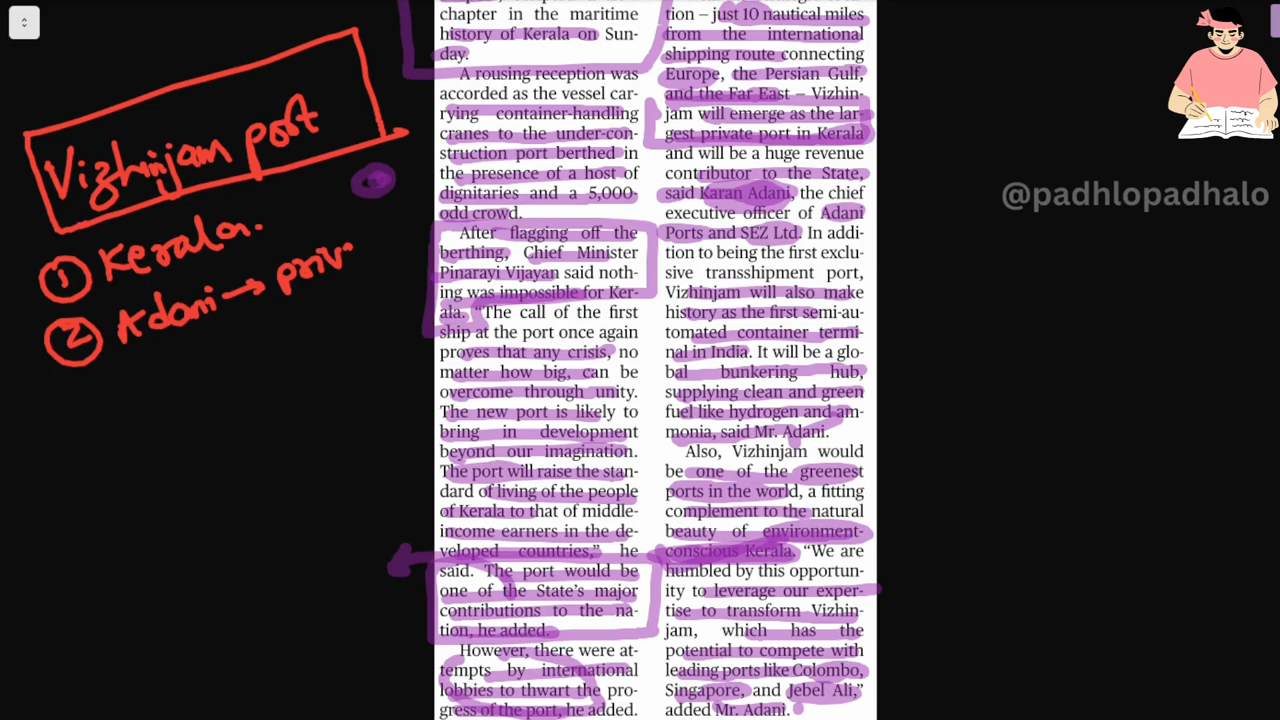 Vizhinjam port
① Kerala.
② Adani → priv
chapter in the maritime
history of Kerala on Sun-
day.
A rousing reception was
accorded as the vessel car-
rying container-handling
cranes to the under-con-
struction port berthed in
the presence of a host of
dignitaries and a 5,000-
odd crowd.
After flagging off the
berthing, Chief Minister
Pinarayi Vijayan said noth-
ing was impossible for Ker-
ala. “The call of the first
ship at the port once again
proves that any crisis, no
matter how big, can be
overcome through unity.
The new port is likely to
bring in development
beyond our imagination.
The port will raise the stan-
dard of living of the people
of Kerala to that of middle-
income earners in the de-
veloped countries,” he
said. The port would be
one of the State’s major
contributions to the na-
tion, he added.
However, there were at-
tempts by international
lobbies to thwart the pro-
gress of the port, he added.
tion – just 10 nautical miles
from the international
shipping route connecting
Europe, the Persian Gulf,
and the Far East – Vizhin-
jam will emerge as the lar-
gest private port in Kerala
and will be a huge revenue
contributor to the State,
said Karan Adani, the chief
executive officer of Adani
Ports and SEZ Ltd. In addi-
tion to being the first exclu-
sive transshipment port,
Vizhinjam will also make
history as the first semi-au-
tomated container termi-
nal in India. It will be a glo-
bal bunkering hub,
supplying clean and green
fuel like hydrogen and am-
monia, said Mr. Adani.
Also, Vizhinjam would
be one of the greenest
ports in the world, a fitting
complement to the natural
beauty of environment-
conscious Kerala. “We are
humbled by this opportun-
ity to leverage our exper-
tise to transform Vizhin-
jam, which has the
potential to compete with
leading ports like Colombo,
Singapore, and Jebel Ali,”
added Mr. Adani.
@padhlopadhalo